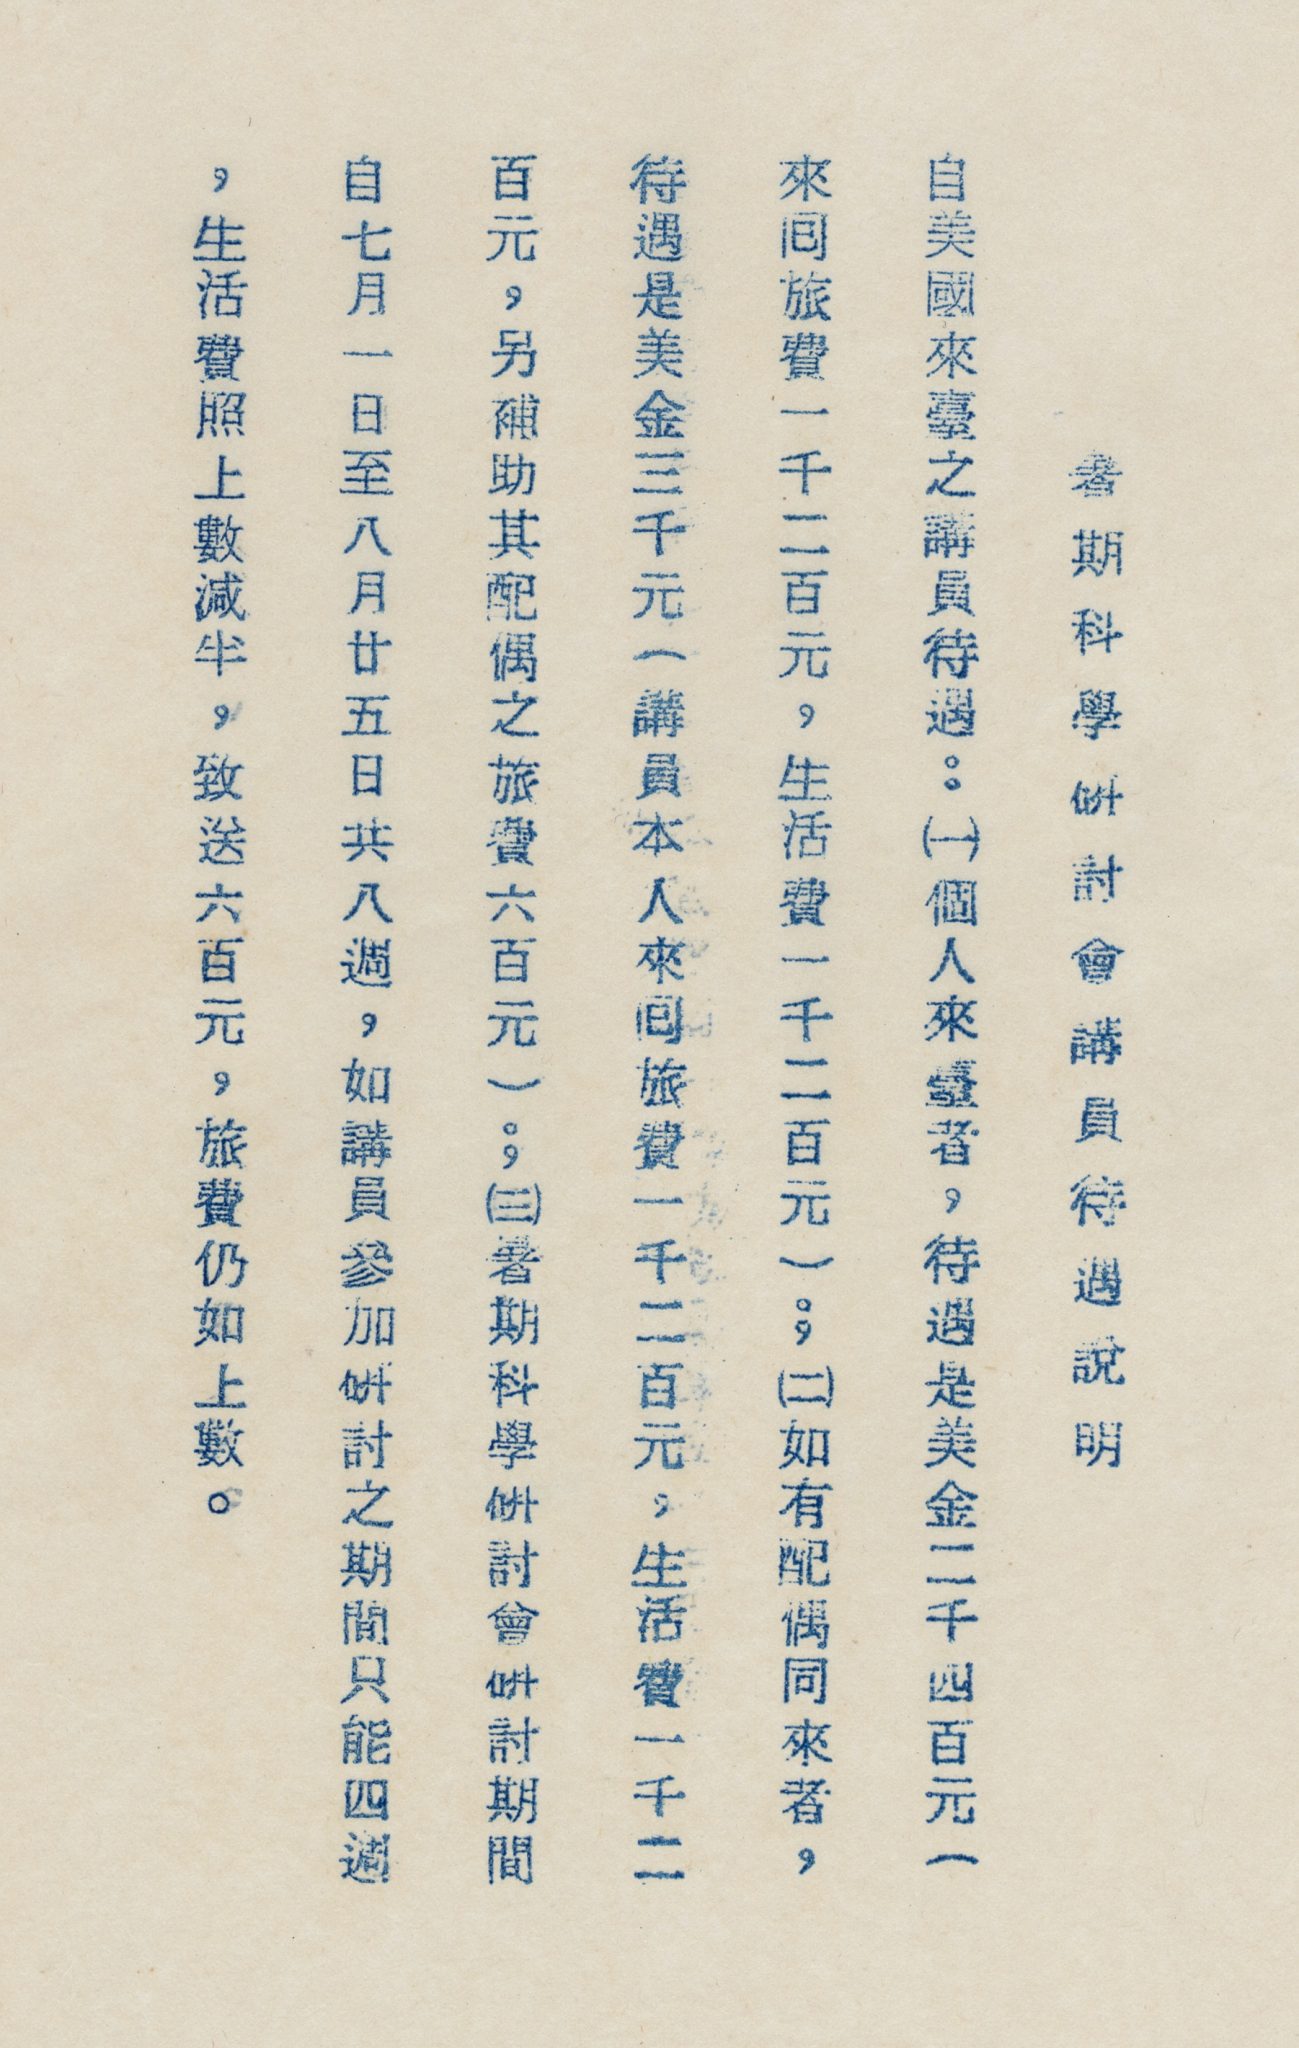 暑期科學研討會講員待遇說明
自美國來臺之講員待遇：㈠個人來臺者，待遇是美金二千四百元（
來回旅費一千二百元，生活費一千二百元）。，㈡如有配偶同來者，
待遇是美金三千元（講員本人來回旅費一千二百元，生活費一千二
百元，另補助其配偶之旅費六百元）。，㈢暑期科學研討會研討期間
自七月一日至八月廿五日共八週，如講員參加研討之期間只能四週
，生活費照上數減半，致送六百元，旅費仍如上數。